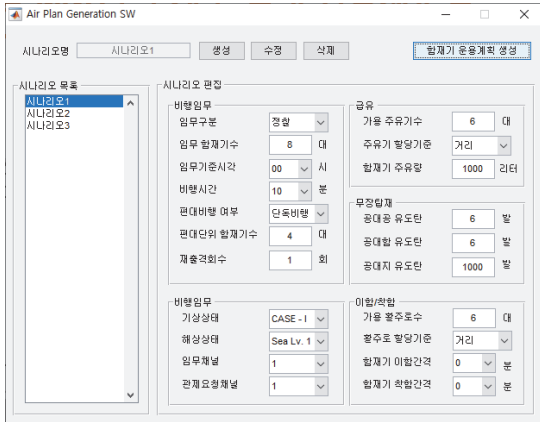 Air Plan Generation SW
시나리오명 시나리오1 생성 수정 삭제 함재기 운용계획 생성
시나리오 목록
시나리오1
시나리오2
시나리오3
시나리오 편집
비행임무
임무구분 정찰
임무 함재기수 8 대
임무기준시각 00 시
비행시간 10 분
편대비행 여부 단독비행
편대단위 함재기수 4 대
재출격회수 1 회
급유
가용 주유기수 6 대
주유기 할당기준 거리
함재기 주유량 1000 리터
무장탑재
공대공 유도탄 6 발
공대함 유도탄 6 발
공대지 유도탄 1000 발
비행임무
기상상태 CASE - I
해상상태 Sea Lv. 1
임무채널 1
관제요청채널 1
이함/착함
가용 활주로수 6 대
활주로 할당기준 거리
함재기 이함간격 0 분
함재기 착함간격 0 분